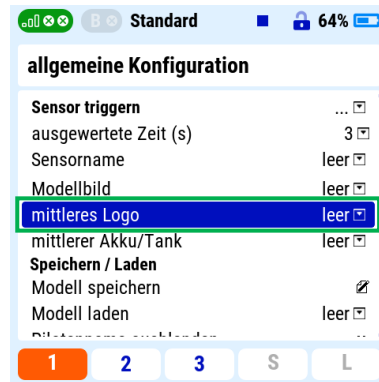 B Standard 64%
allgemeine Konfiguration
Sensor triggern ...
ausgewertete Zeit (s) 3
Sensorname leer
Modellbild leer
mittleres Logo leer
mittlerer Akku/Tank leer
Speichern / Laden
Modell speichern
Modell laden leer
1 2 3 S L